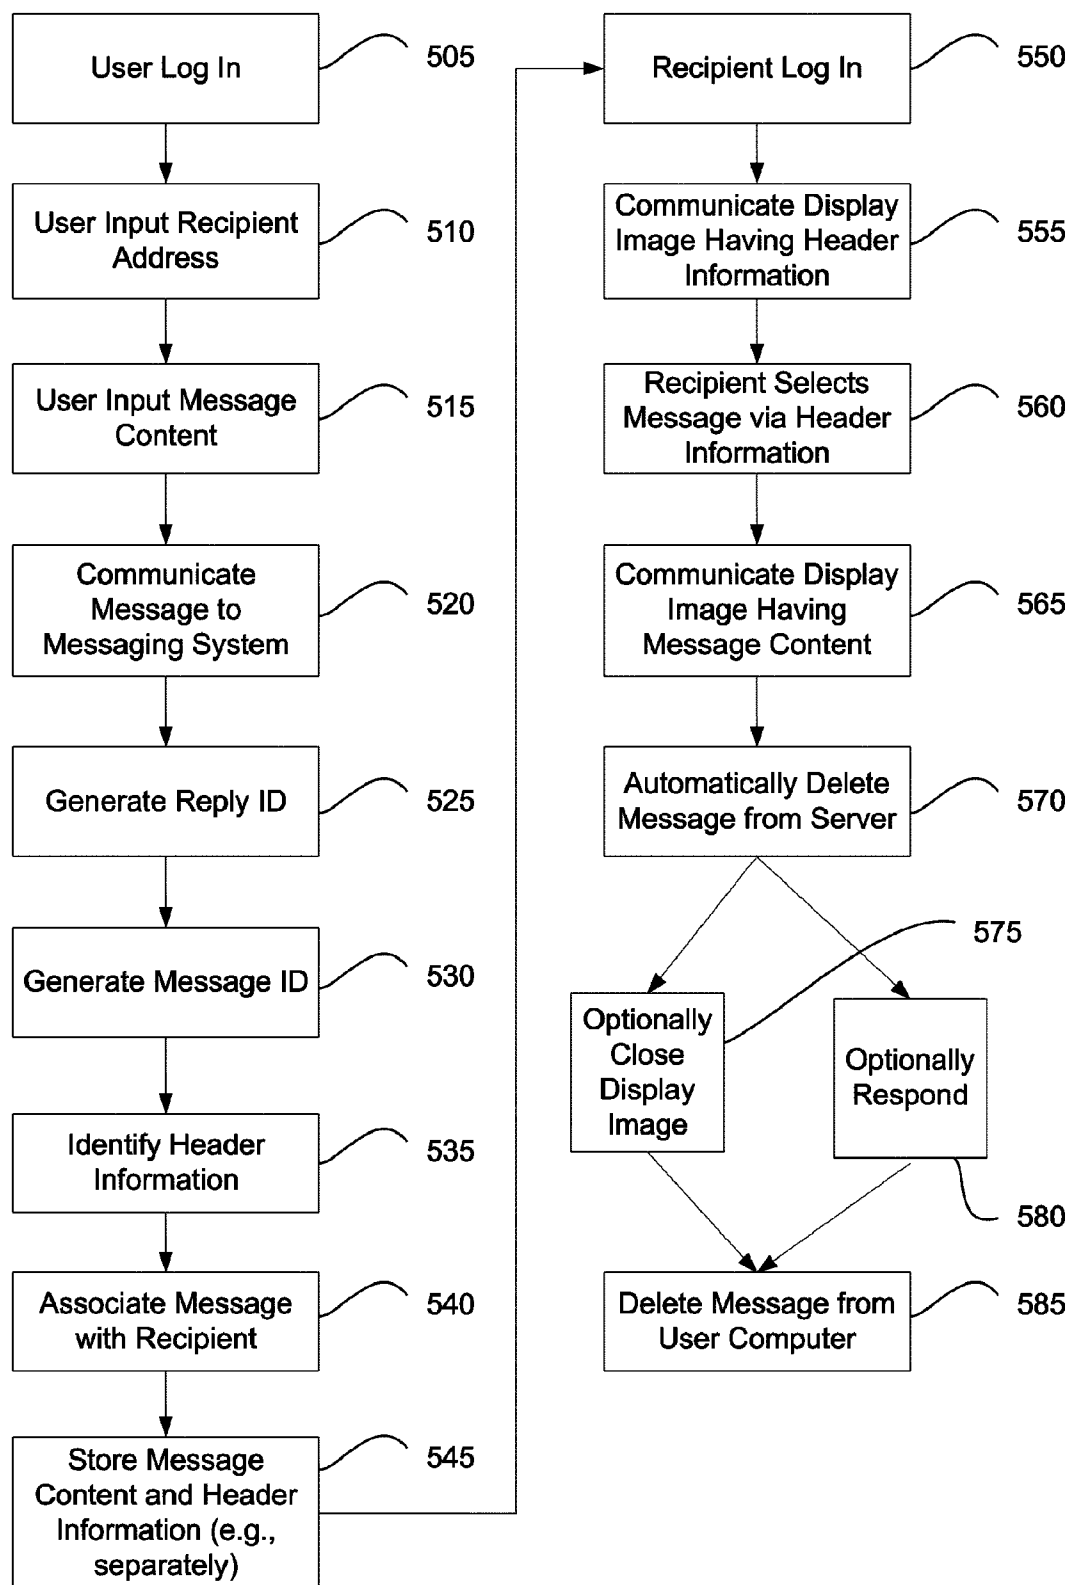 User Log In
505
User Input Recipient
Address
510
User Input Message
Content
515
Communicate
Message to
Messaging System
520
Generate Reply ID
525
Generate Message ID
530
Identify Header
Information
535
Associate Message
with Recipient
540
Store Message
Content and Header
Information (e.g.,
separately)
545
Recipient Log In
550
Communicate Display
Image Having Header
Information
555
Recipient Selects
Message via Header
Information
560
Communicate Display
Image Having
Message Content
565
Automatically Delete
Message from Server
570
Optionally
Close
Display
Image
575
Optionally
Respond
580
Delete Message from
User Computer
585